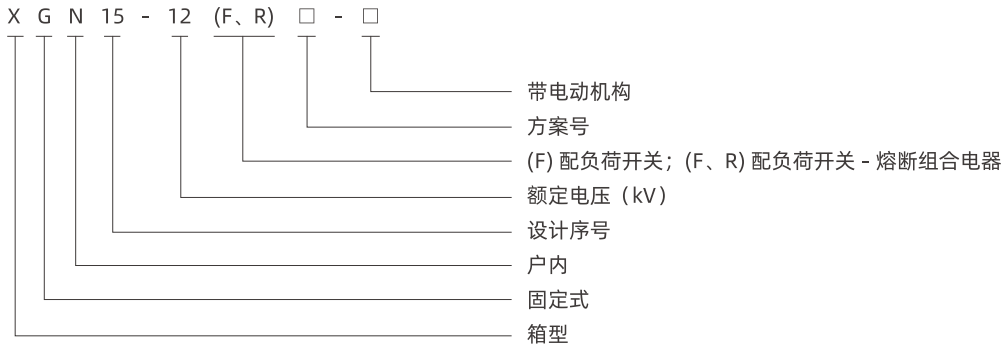 X G N 15 - 12 (F、R) □ - □
带电动机构
方案号
(F) 配负荷开关；(F、R) 配负荷开关 - 熔断组合电器
额定电压（kV）
设计序号
户内
固定式
箱型